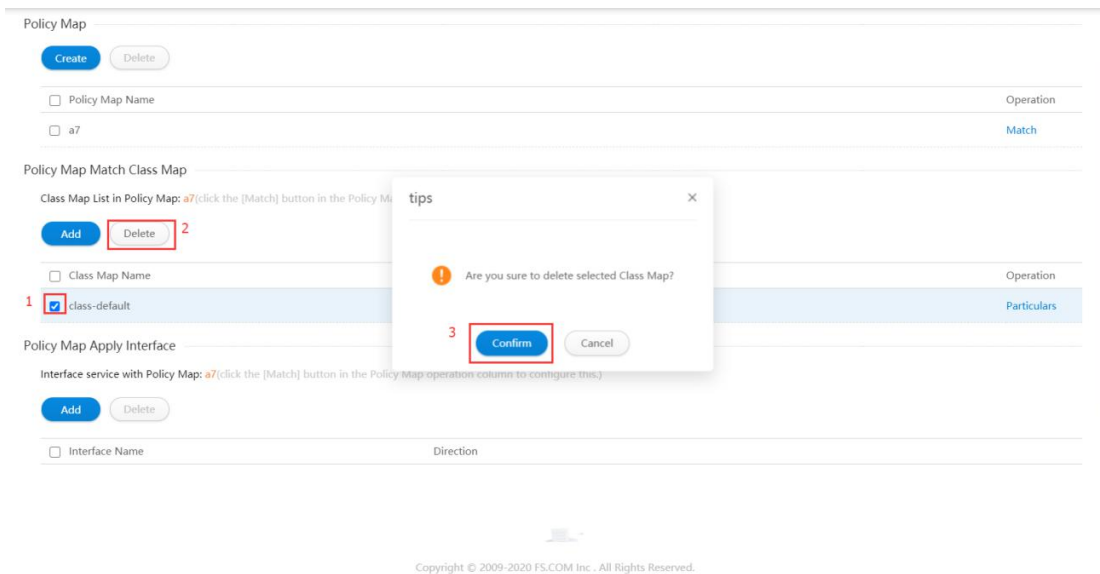 Policy Map
Create Delete
Policy Map Name Operation
a7 Match
Policy Map Match Class Map
Class Map List in Policy Map: a7(click the [Match] button in the Policy
Add Delete 2
Class Map Name Operation
1 class-default Particulars
tips
Are you sure to delete selected Class Map?
3 Confirm Cancel
Policy Map Apply Interface
Interface service with Policy Map: a7(click the [Match] button in the Policy Map operation column to configure this.)
Add Delete
Interface Name Direction
Copyright © 2009-2020 FS.COM Inc . All Rights Reserved.